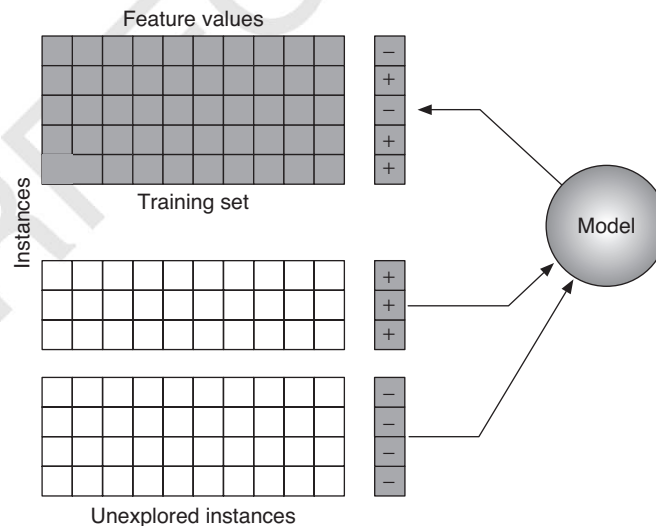 Feature values
−
+
−
+
+
Training set
Instances
Model
+
+
+
−
−
−
−
Unexplored instances